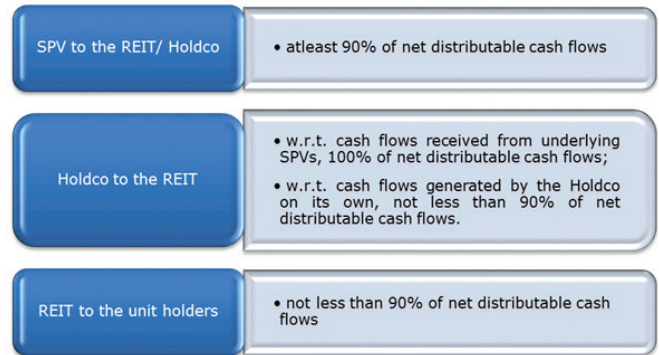 SPV to the REIT/ Holdco
• atleast 90% of net distributable cash flows
Holdco to the REIT
• w.r.t. cash flows received from underlying
SPVs, 100% of net distributable cash flows;
• w.r.t. cash flows generated by the Holdco
on its own, not less than 90% of net
distributable cash flows.
REIT to the unit holders
• not less than 90% of net distributable cash
flows